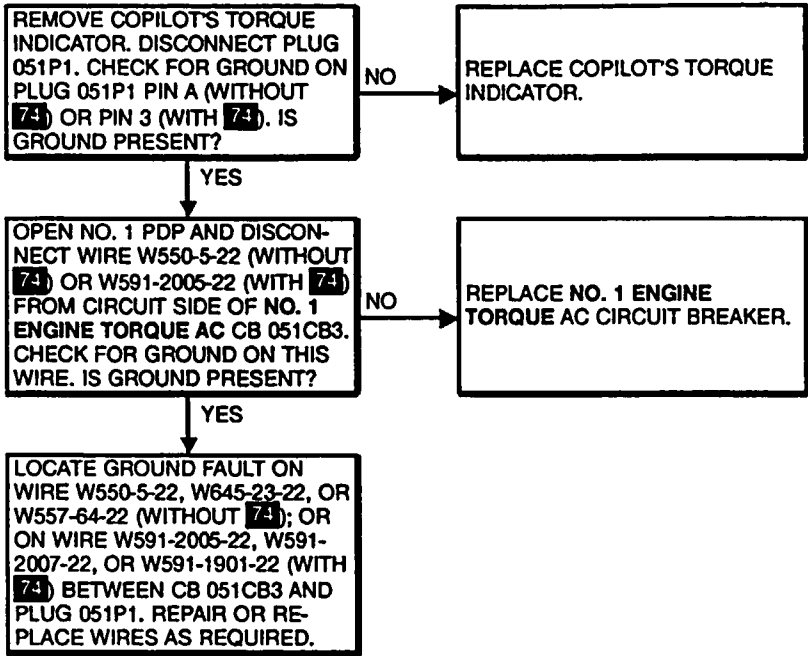 REMOVE COPILOT'S TORQUE
INDICATOR. DISCONNECT PLUG
051P1. CHECK FOR GROUND ON
PLUG 051P1 PIN A (WITHOUT
74) OR PIN 3 (WITH 74). IS
GROUND PRESENT?
NO
REPLACE COPILOT'S TORQUE
INDICATOR.
YES
OPEN NO. 1 PDP AND DISCON-
NECT WIRE W550-5-22 (WITHOUT
74) OR W591-2005-22 (WITH 74)
FROM CIRCUIT SIDE OF NO. 1
ENGINE TORQUE AC CB 051CB3.
CHECK FOR GROUND ON THIS
WIRE. IS GROUND PRESENT?
NO
REPLACE NO. 1 ENGINE
TORQUE AC CIRCUIT BREAKER.
YES
LOCATE GROUND FAULT ON
WIRE W550-5-22, W645-23-22, OR
W557-64-22 (WITHOUT 74); OR
ON WIRE W591-2005-22, W591-
2007-22, OR W591-1901-22 (WITH
74) BETWEEN CB 051CB3 AND
PLUG 051P1. REPAIR OR RE-
PLACE WIRES AS REQUIRED.